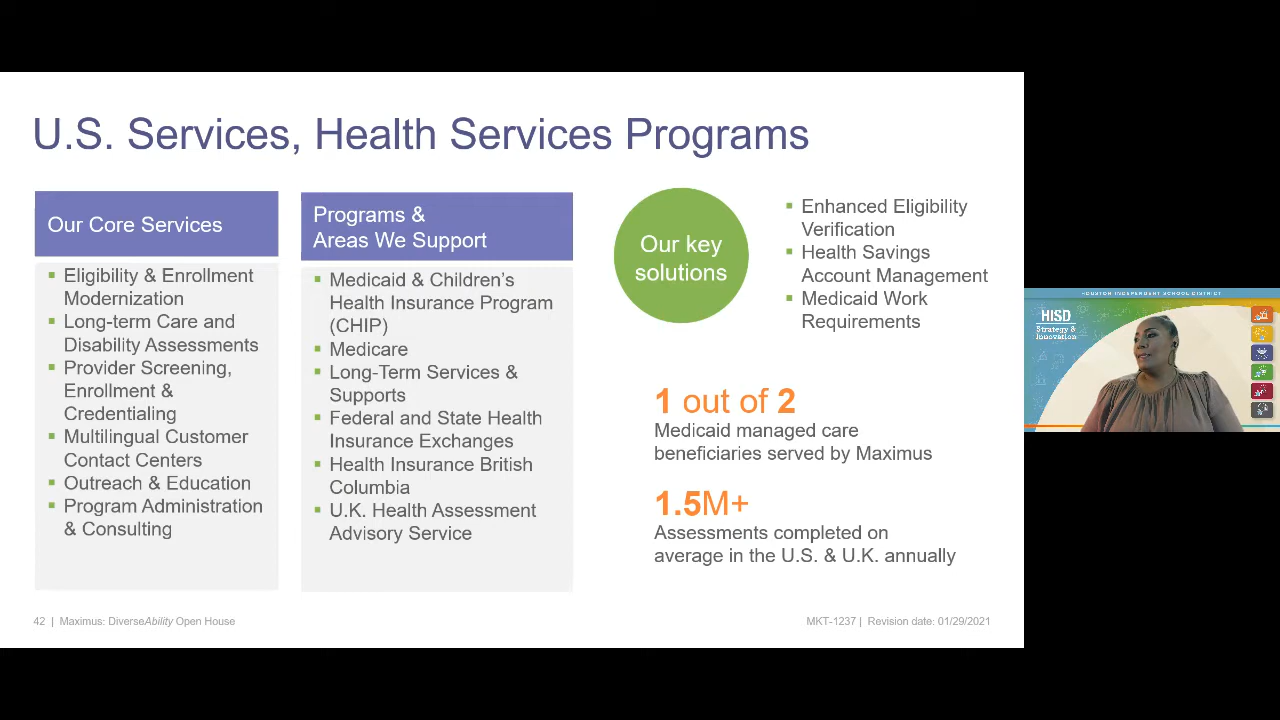 U.S. Services, Health Services Programs
Our Core Services
Eligibility & Enrollment
Modernization
Long-term Care and
Disability Assessments
Provider Screening,
Enrollment &
Credentialing
Multilingual Customer
Contact Centers
Outreach & Education
Program Administration
& Consulting
Programs &
Areas We Support
Medicaid & Children's
Health Insurance Program
(CHIP)
Medicare
Long-Term Services &
Supports
Federal and State Health
Insurance Exchanges
Health Insurance British
Columbia
U.K. Health Assessment
Advisory Service
Our key
solutions
Enhanced Eligibility
Verification
Health Savings
Account Management
Medicaid Work
Requirements
1 out of 2
Medicaid managed care
beneficiaries served by Maximus
1.5M+
Assessments completed on
average in the U.S. & U.K. annually
42 | Maximus: DiverseAbility Open House
MKT-1237 | Revision date: 01/29/2021
HOUSTON INDEPENDENT SCHOOL DISTRICT
HISD
Strategy &
Innovation